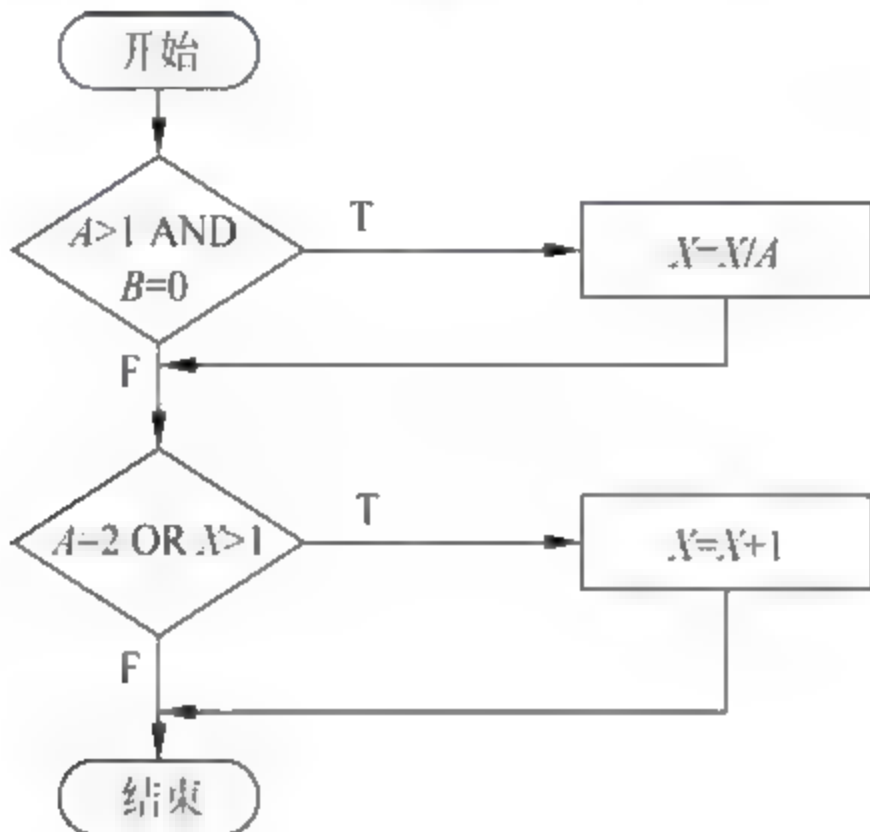 开始
A>1 AND
B=0
T
X=X/A
F
A=2 OR X>1
T
X=X+1
F
结束